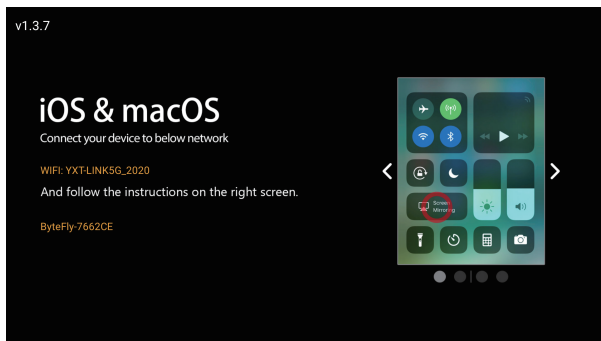 v1.3.7
iOS & macOS
Connect your device to below network
WIFI: YXT-LINK5G_2020
And follow the instructions on the right screen.
ByteFly-7662CE
Screen
Mirroring